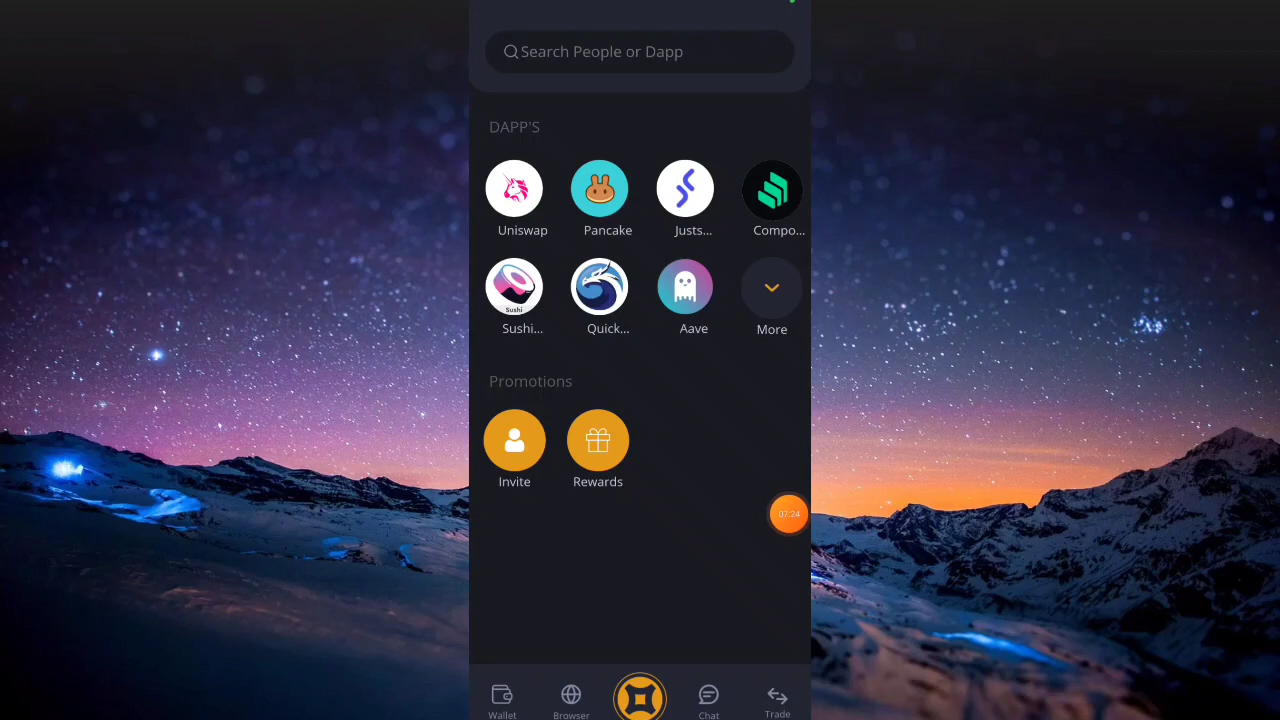 Search People or Dapp
DAPP'S
Uniswap Pancake Justs... Compo...
Sushi
Sushi... Quick... Aave More
Promotions
Invite Rewards
07:24
Wallet Browser Chat Trade